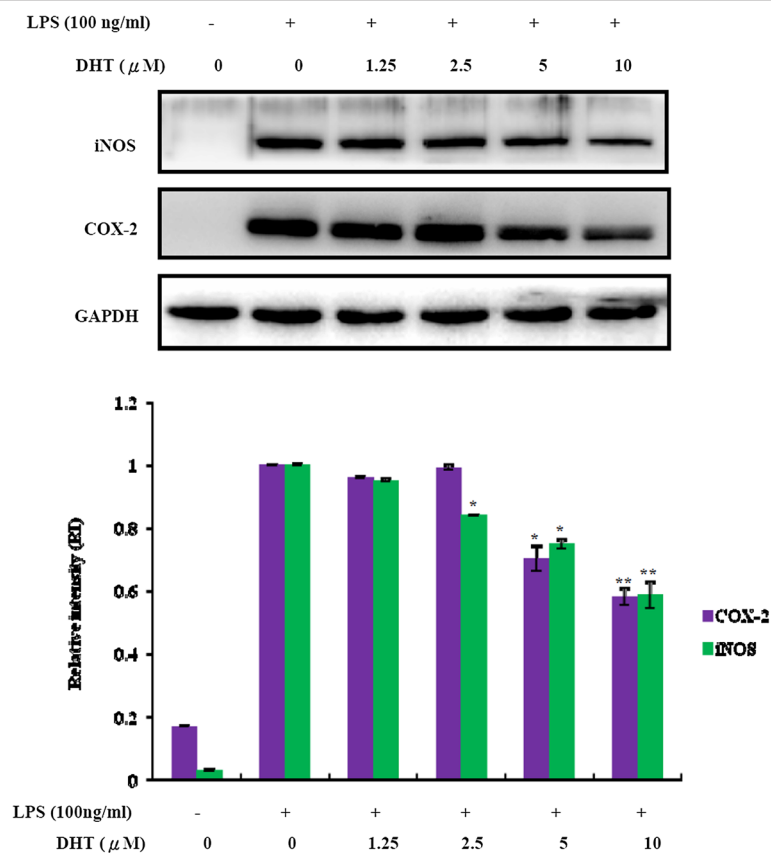 LPS (100 ng/ml) - + + + + +
DHT (μM) 0 0 1.25 2.5 5 10
iNOS
COX-2
GAPDH
1.2
1
0.8
0.6
0.4
0.2
0
Relative intensity (RI)
* * * ** **
COX-2
iNOS
LPS (100ng/ml) - + + + + +
DHT (μM) 0 0 1.25 2.5 5 10